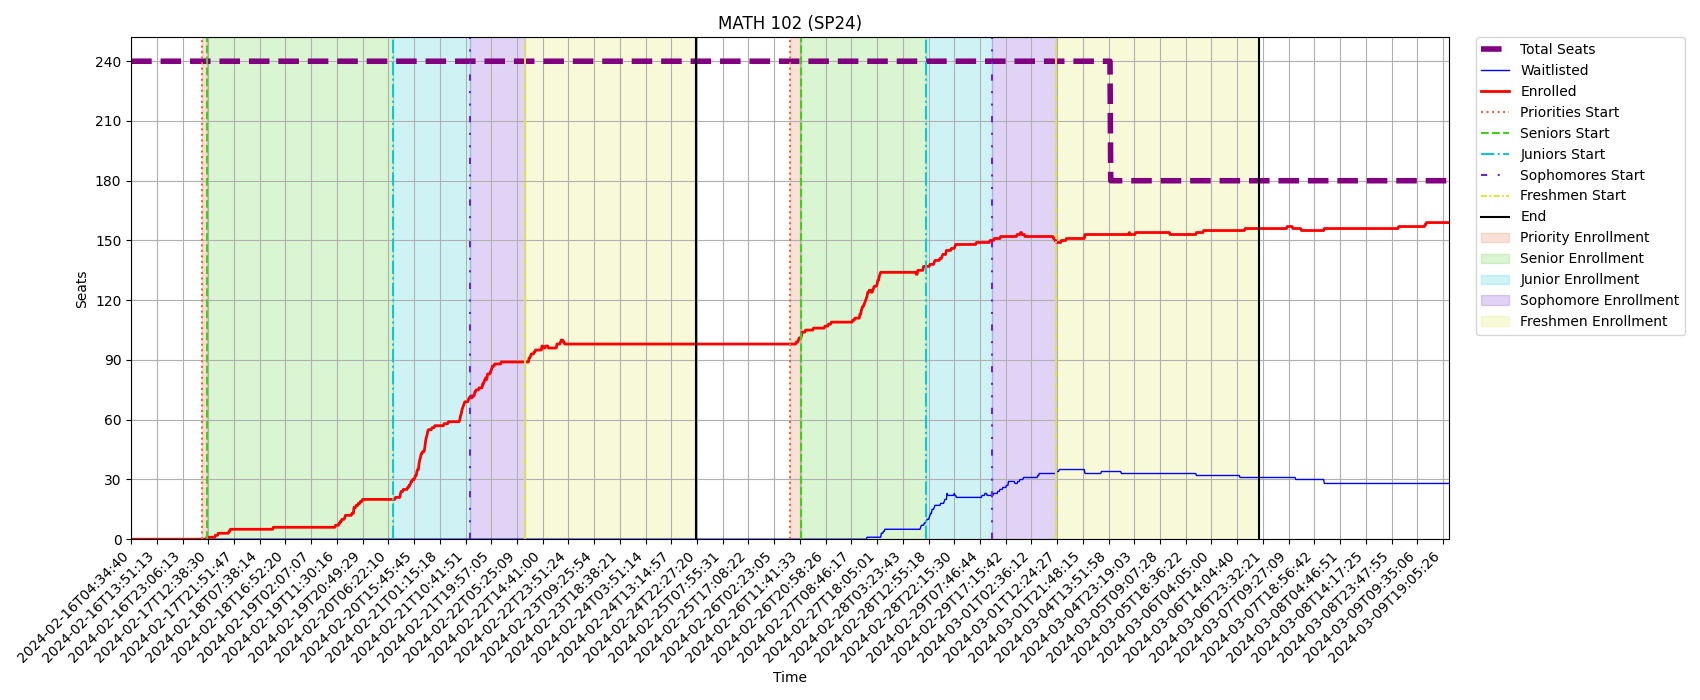 MATH 102 (SP24)
Seats
240
210
180
150
120
90
60
30
0
2024-02-16T04:34:40
2024-02-16T13:51:13
2024-02-16T23:06:13
2024-02-17T12:38:30
2024-02-17T21:51:47
2024-02-18T07:38:14
2024-02-18T16:52:20
2024-02-19T02:07:07
2024-02-19T11:30:16
2024-02-19T20:49:29
2024-02-20T06:22:10
2024-02-20T15:45:45
2024-02-21T01:15:18
2024-02-21T10:41:51
2024-02-21T19:57:05
2024-02-22T05:25:09
2024-02-22T14:41:00
2024-02-22T23:51:24
2024-02-23T09:25:54
2024-02-23T18:38:21
2024-02-24T03:51:14
2024-02-24T13:14:57
2024-02-24T22:27:20
2024-02-25T07:55:31
2024-02-25T17:08:22
2024-02-26T02:23:05
2024-02-26T11:41:33
2024-02-26T20:58:26
2024-02-27T08:46:17
2024-02-27T18:05:01
2024-02-28T03:23:43
2024-02-28T12:55:18
2024-02-28T22:15:30
2024-02-29T07:46:44
2024-02-29T17:15:42
2024-03-01T02:36:12
2024-03-01T12:24:27
2024-03-01T21:48:15
2024-03-04T13:51:58
2024-03-04T23:19:03
2024-03-05T09:07:28
2024-03-05T18:36:22
2024-03-06T04:05:00
2024-03-06T14:04:40
2024-03-06T23:32:21
2024-03-07T09:27:09
2024-03-07T18:56:42
2024-03-08T04:46:51
2024-03-08T14:17:25
2024-03-08T23:47:55
2024-03-09T09:35:06
2024-03-09T19:05:26
Time
Total Seats
Waitlisted
Enrolled
Priorities Start
Seniors Start
Juniors Start
Sophomores Start
Freshmen Start
End
Priority Enrollment
Senior Enrollment
Junior Enrollment
Sophomore Enrollment
Freshmen Enrollment